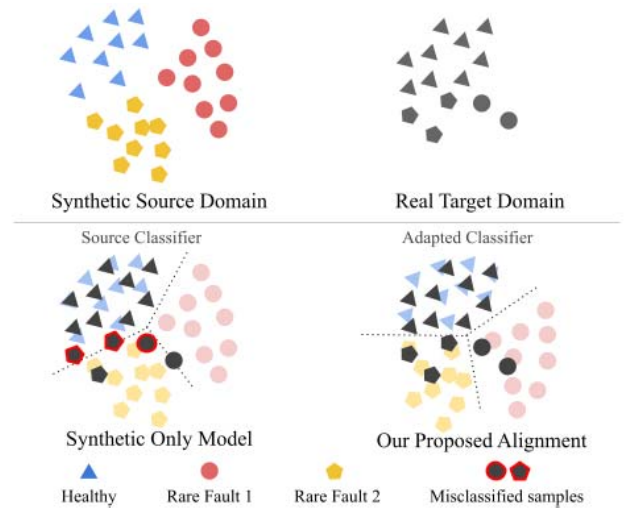 Synthetic Source Domain
Real Target Domain
Source Classifier
Adapted Classifier
Synthetic Only Model
Our Proposed Alignment
Healthy
Rare Fault 1
Rare Fault 2
Misclassified samples